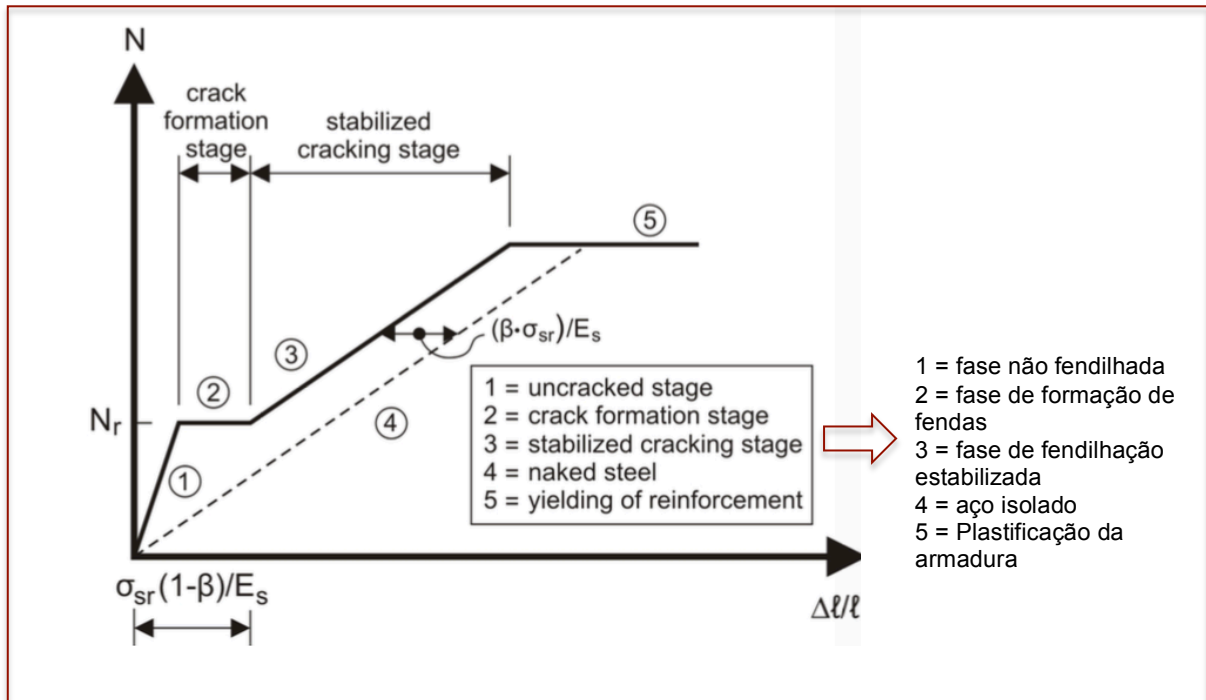 N
crack
formation
stage
stabilized
cracking stage
5
(β·σsr)/Es
3
2
4
Nr
1
1 = uncracked stage
2 = crack formation stage
3 = stabilized cracking stage
4 = naked steel
5 = yielding of reinforcement
1 = fase não fendilhada
2 = fase de formação de
fendas
3 = fase de fendilhação
estabilizada
4 = aço isolado
5 = Plastificação da
armadura
σsr(1-β)/Es
Δℓ/ℓ